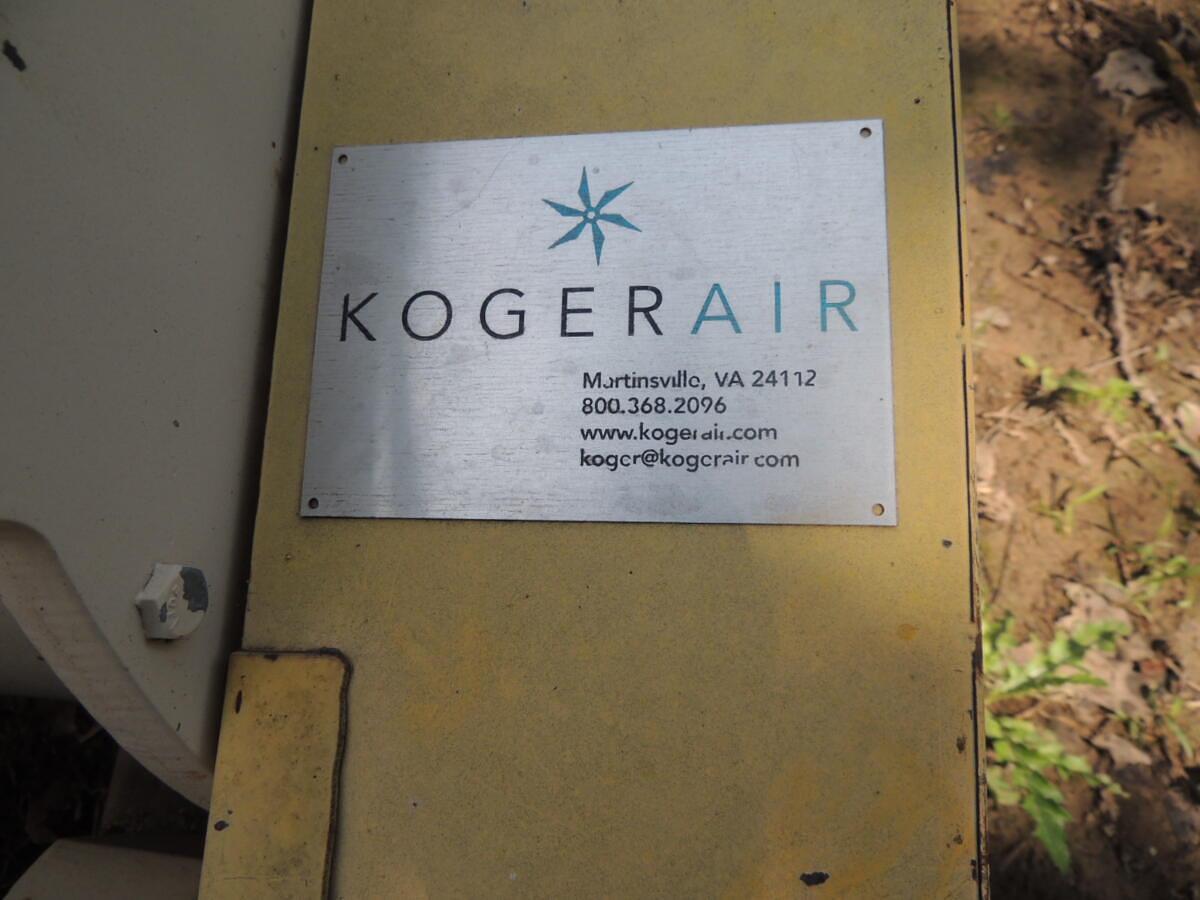 KOGERAIR
Martinsville, VA 24112
800.368.2096
www.kogerair.com
koger@kogerair.com